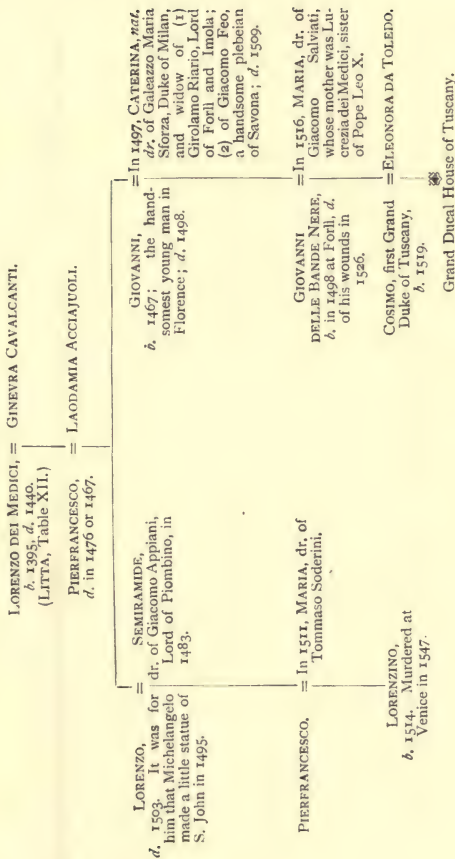 LORENZO DEI MEDICI, = GINEVRA CAVALCANTI.
b. 1395, d. 1440.
(LITTA, Table XII.)
PIERFRANCESCO, = LAODAMIA ACCIAJUOLI.
d. in 1476 or 1467.
LORENZO, = SEMIRAMIDE,
d. 1503. It was for
him that Michelangelo
made a little statue of
S. John in 1495.
dr. of Giacomo Appiani,
Lord of Piombino, in
1483.
GIOVANNI,
b. 1467; the hand-
somest young man in
Florence; d. 1498.
= In 1497, CATERINA, nat.
dr. of Galeazzo Maria
Sforza, Duke of Milan,
and widow of (1)
Girolamo Riario, Lord
of Forlì and Imola;
(2) of Giacomo Feo,
a handsome plebeian
of Savona; d. 1509.
PIERFRANCESCO. = In 1511, MARIA, dr. of
Tommaso Soderini.
GIOVANNI
DELLE BANDE NERE,
b. in 1498 at Forlì, d.
of his wounds in
1526.
= In 1516, MARIA, dr. of
Giacomo Salviati,
whose mother was Lu-
crezia dei Medici, sister
of Pope Leo X.
LORENZINO,
b. 1514. Murdered at
Venice in 1547.
COSIMO, first Grand = ELEONORA DA TOLEDO.
Duke of Tuscany,
b. 1519.
Grand Ducal House of Tuscany,